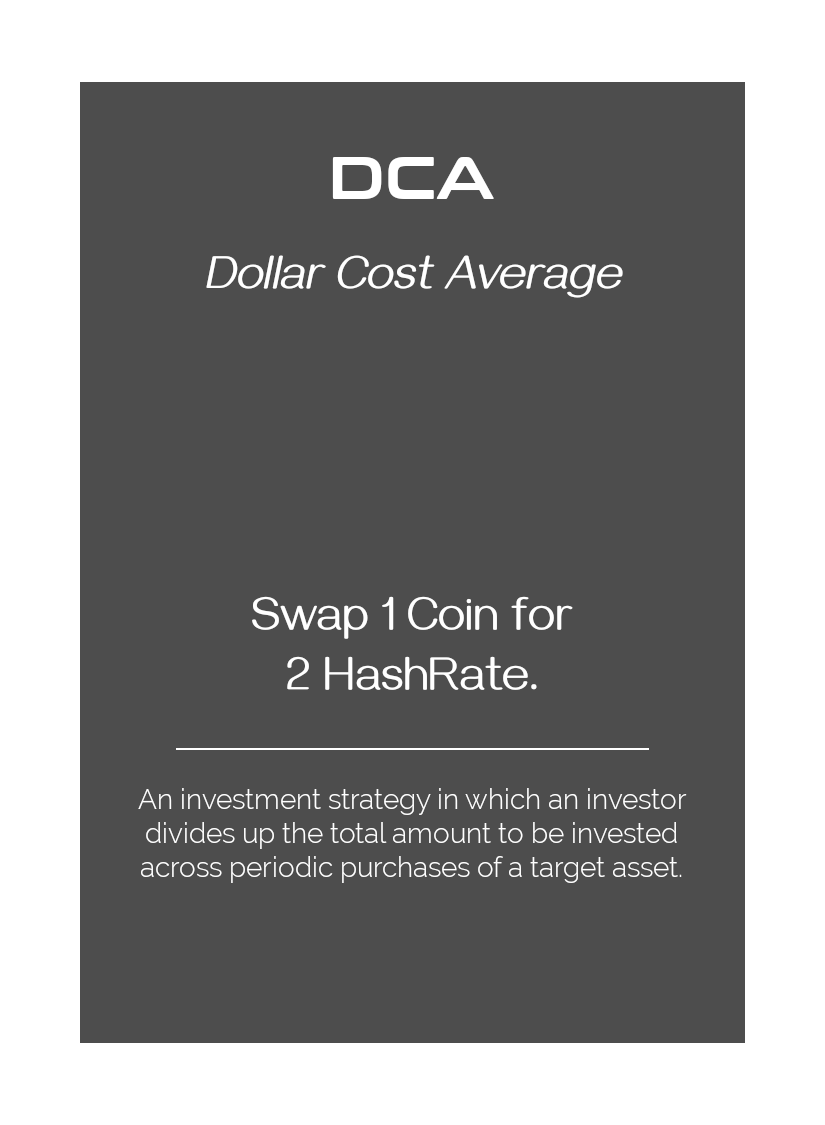 DCA
Dollar Cost Average
Swap 1 Coin for
2 HashRate.
An investment strategy in which an investor
divides up the total amount to be invested
across periodic purchases of a target asset.